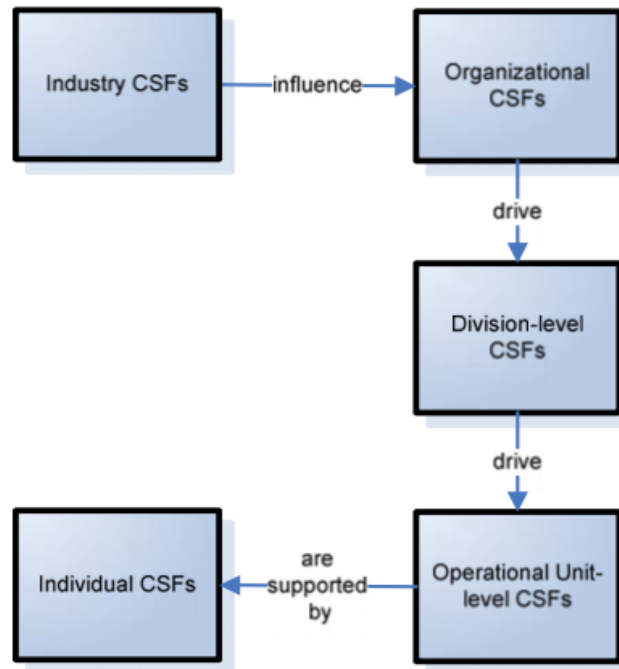 Industry CSFs
influence
Organizational
CSFs
drive
Division-level
CSFs
drive
Operational Unit-
level CSFs
are
supported
by
Individual CSFs